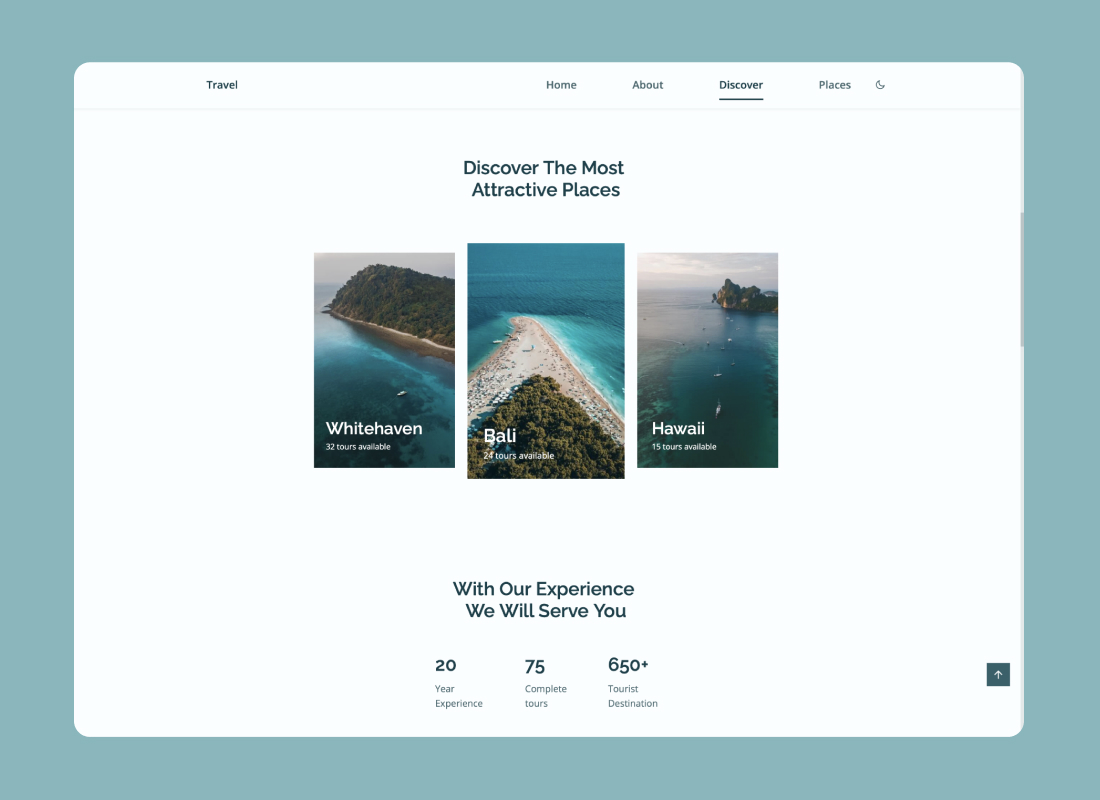 Travel
Home
About
Discover
Places
Discover The Most
Attractive Places
Whitehaven
32 tours available
Bali
24 tours available
Hawaii
15 tours available
With Our Experience
We Will Serve You
20
Year
Experience
75
Complete
tours
650+
Tourist
Destination